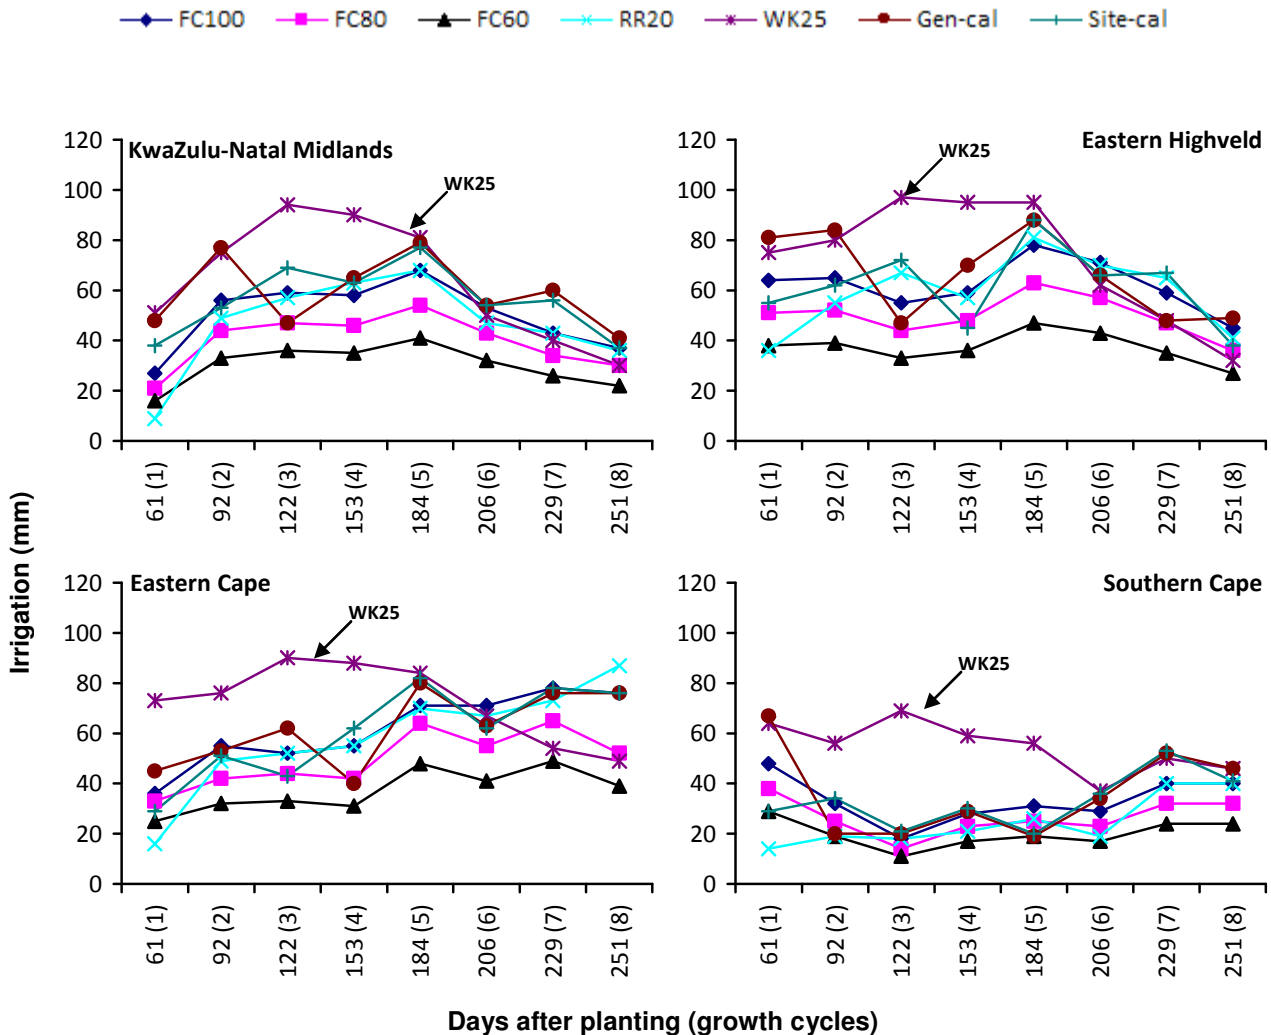 FC100 FC80 FC60 RR20 WK25 Gen-cal Site-cal
KwaZulu-Natal Midlands
WK25
120
100
80
60
40
20
0
61 (1) 92 (2) 122 (3) 153 (4) 184 (5) 206 (6) 229 (7) 251 (8)
Eastern Highveld
WK25
120
100
80
60
40
20
0
61 (1) 92 (2) 122 (3) 153 (4) 184 (5) 206 (6) 229 (7) 251 (8)
Irrigation (mm)
Eastern Cape
WK25
120
100
80
60
40
20
0
61 (1) 92 (2) 122 (3) 153 (4) 184 (5) 206 (6) 229 (7) 251 (8)
Southern Cape
WK25
120
100
80
60
40
20
0
61 (1) 92 (2) 122 (3) 153 (4) 184 (5) 206 (6) 229 (7) 251 (8)
Days after planting (growth cycles)